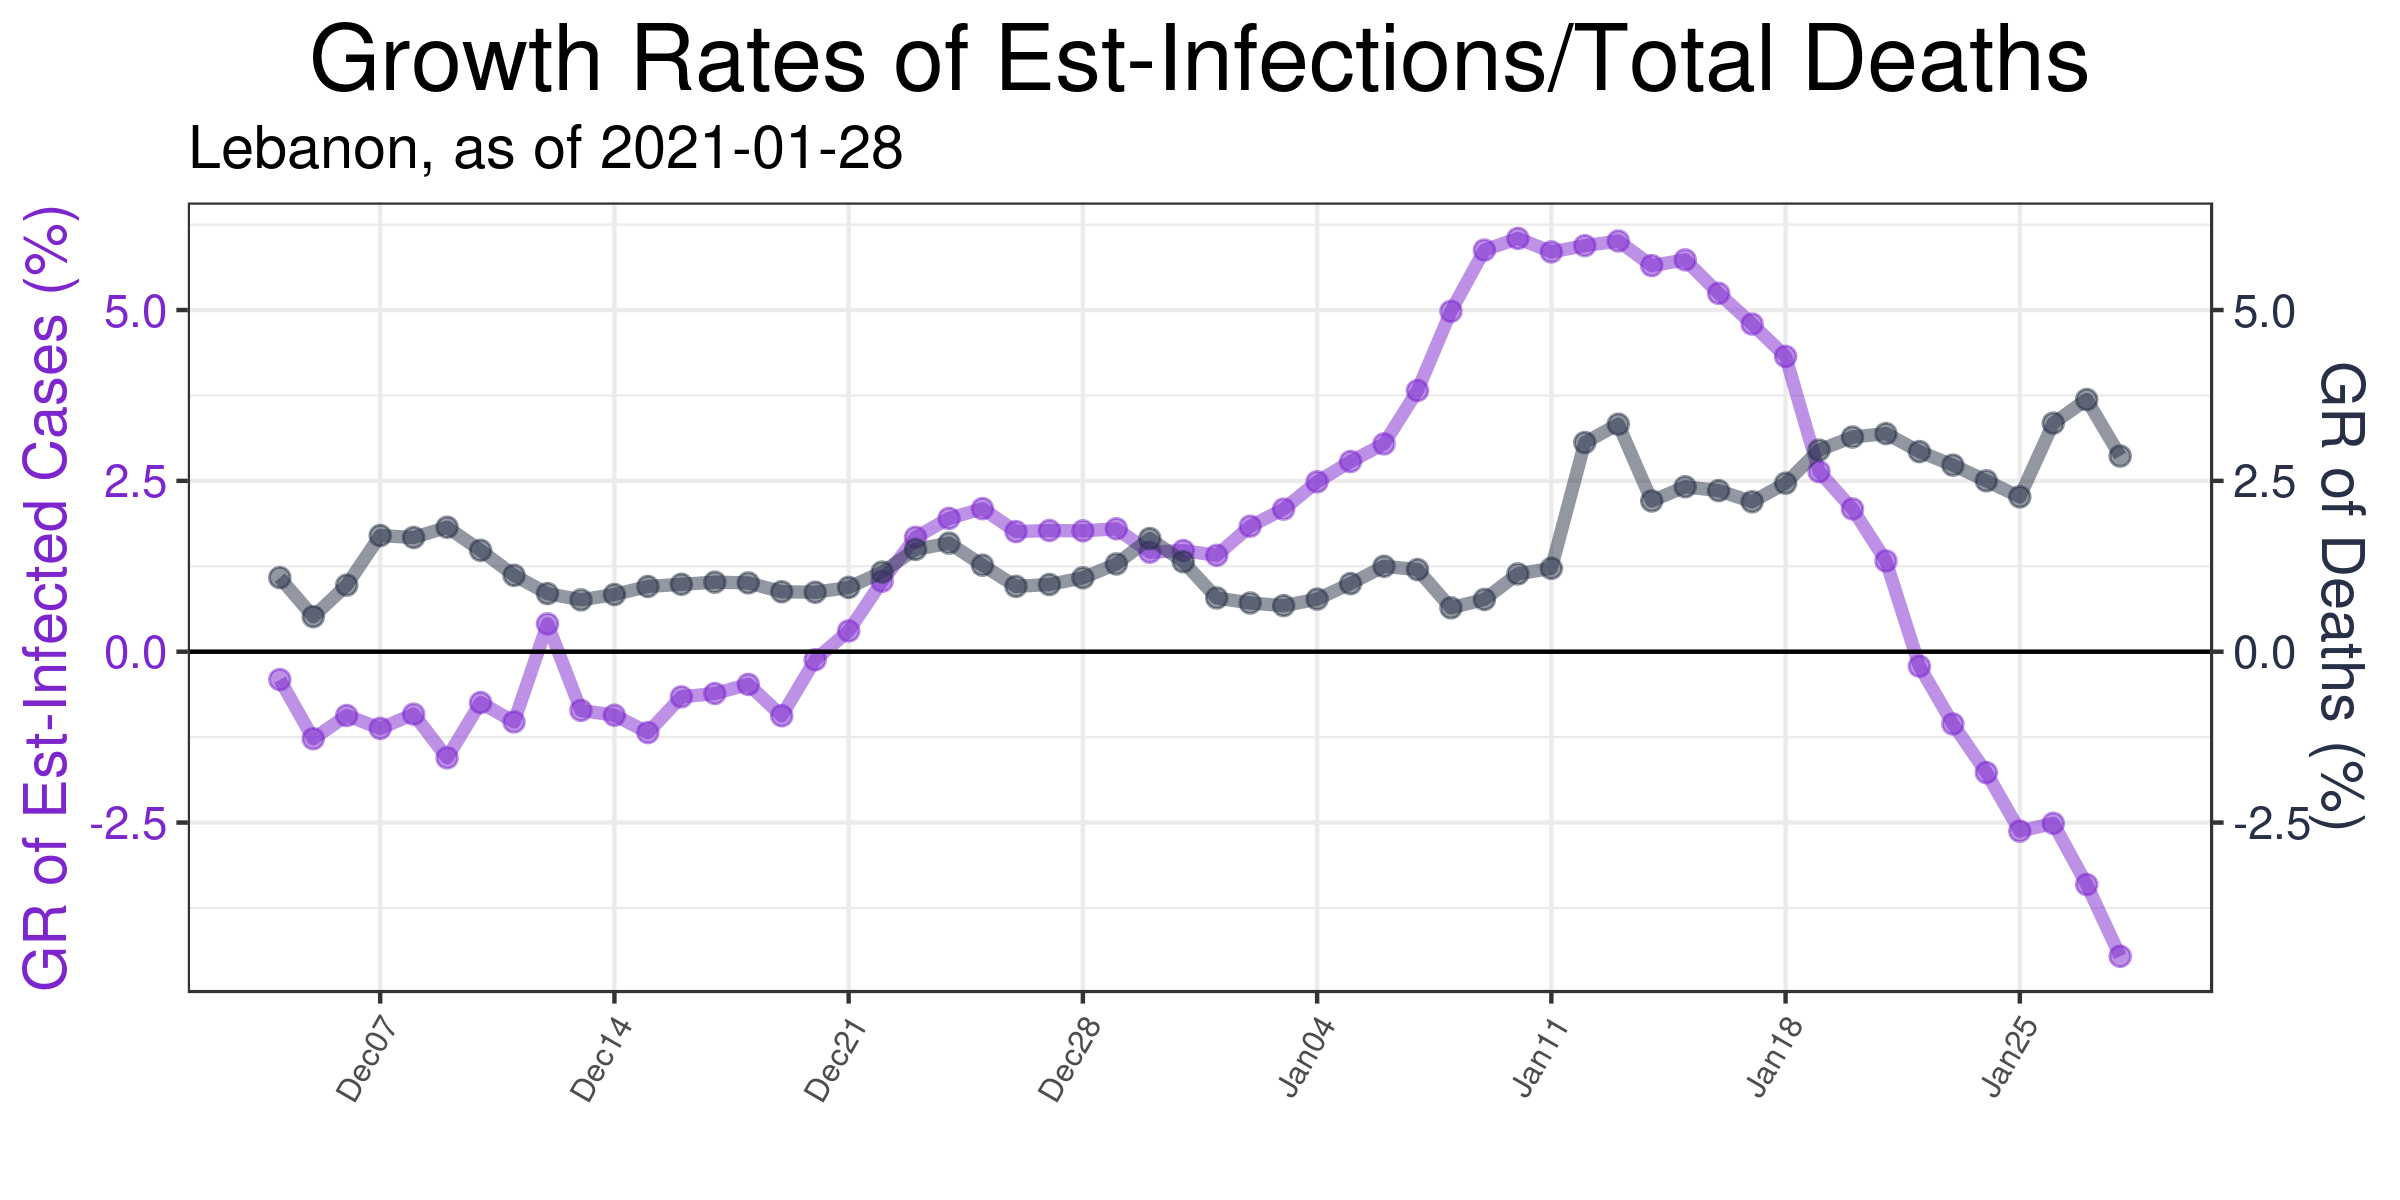 Growth Rates of Est-Infections/Total Deaths
Lebanon, as of 2021-01-28
GR of Est-Infected Cases (%)
5.0
2.5
0.0
-2.5
5.0
2.5
0.0
-2.5
GR of Deaths (%)
Dec07
Dec14
Dec21
Dec28
Jan04
Jan11
Jan18
Jan25